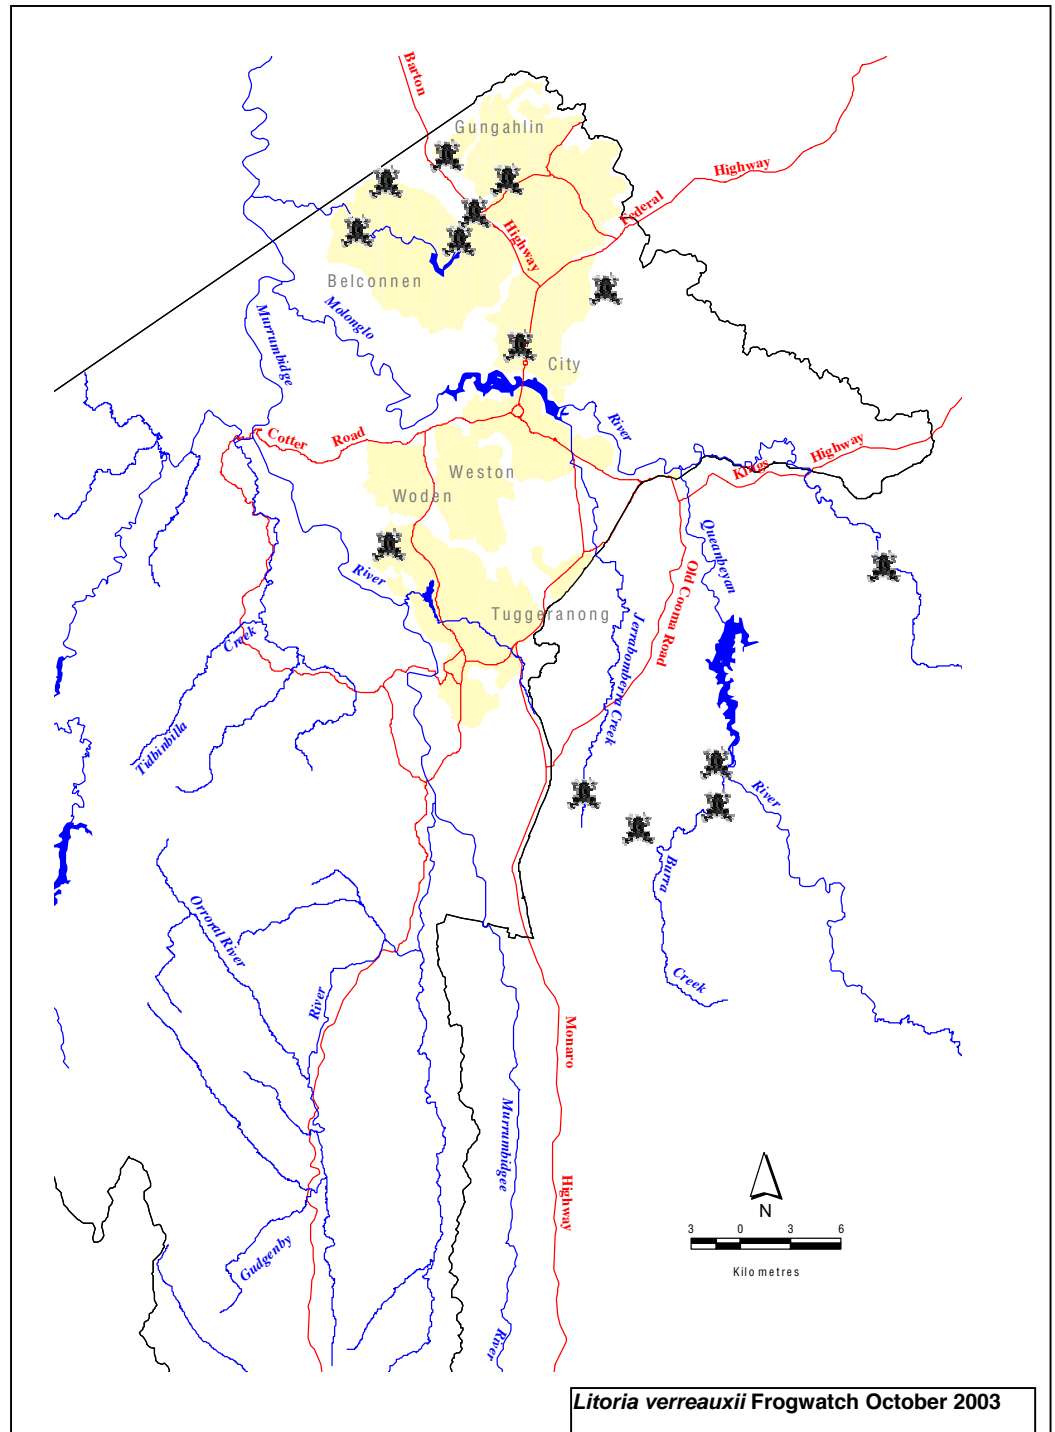 Barton
Gungahlin
Highway
Federal
Highway
Belconnen
Molonglo
Murrumbidge
City
River
Cotter
Road
Kings
Highway
Weston
Woden
Queanbeyan
River
Old Cooma Road
Tuggeranong
Jerrabomberra Creek
Creek
Tidbinbilla
River
Burra
Orroral River
Creek
River
Monaro
Murrumbidgee
Highway
N
3 0 3 6
Kilometres
Gudgenby
River
Litoria verreauxii Frogwatch October 2003